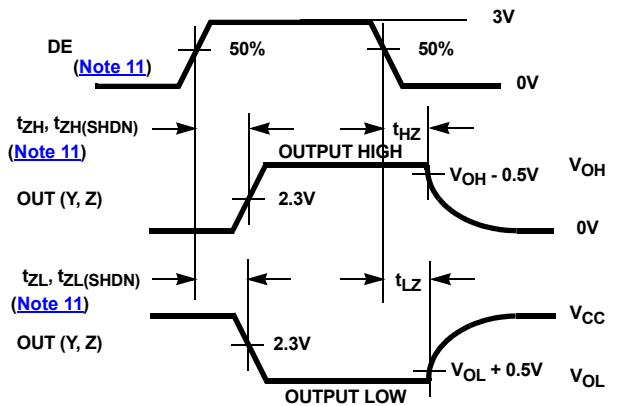 3V
DE
(Note 11)
50%
50%
0V
tZH, tZH(SHDN)
(Note 11)
tHZ
OUTPUT HIGH
VOH - 0.5V
VOH
OUT (Y, Z)
2.3V
0V
tZL, tZL(SHDN)
(Note 11)
tLZ
VCC
OUT (Y, Z)
2.3V
VOL + 0.5V
VOL
OUTPUT LOW